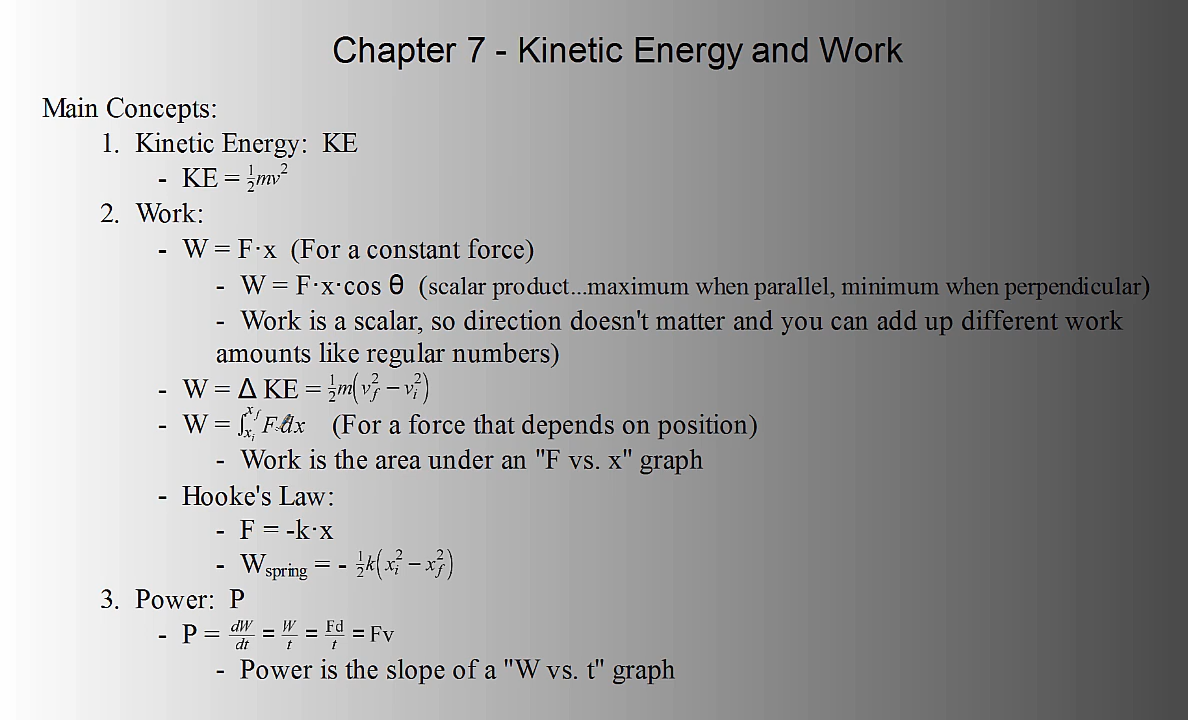 Chapter 7 - Kinetic Energy and Work
Main Concepts:
1. Kinetic Energy: KE
- KE = ½mv²
2. Work:
- W = F·x (For a constant force)
- W = F·x·cos θ (scalar product...maximum when parallel, minimum when perpendicular)
- Work is a scalar, so direction doesn't matter and you can add up different work
amounts like regular numbers)
- W = Δ KE = ½m(v_f² − v_i²)
- W = ∫_{x_i}^{x_f} F dx (For a force that depends on position)
- Work is the area under an "F vs. x" graph
- Hooke's Law:
- F = -k·x
- W_spring = - ½k(x_i² − x_f²)
3. Power: P
- P = dW/dt = W/t = Fd/t = Fv
- Power is the slope of a "W vs. t" graph